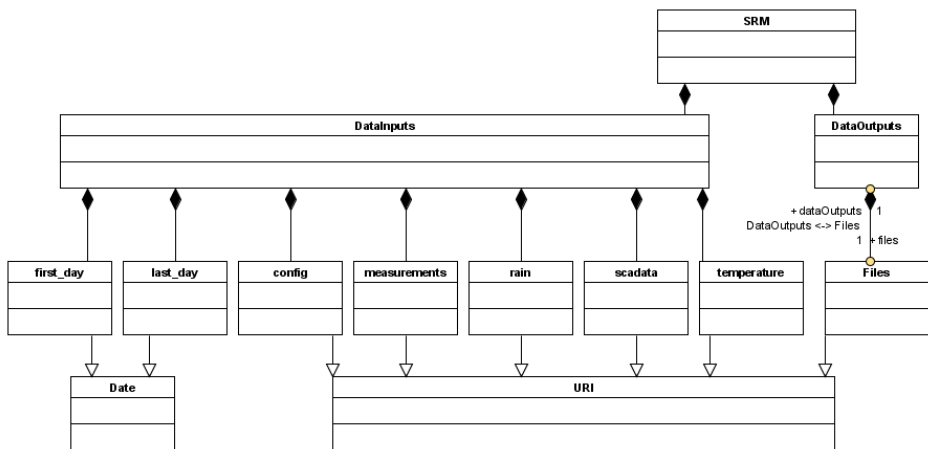 SRM
DataInputs
DataOutputs
+ dataOutputs 1
DataOutputs <-> Files
1 + files
first_day
last_day
config
measurements
rain
scadata
temperature
Files
Date
URI